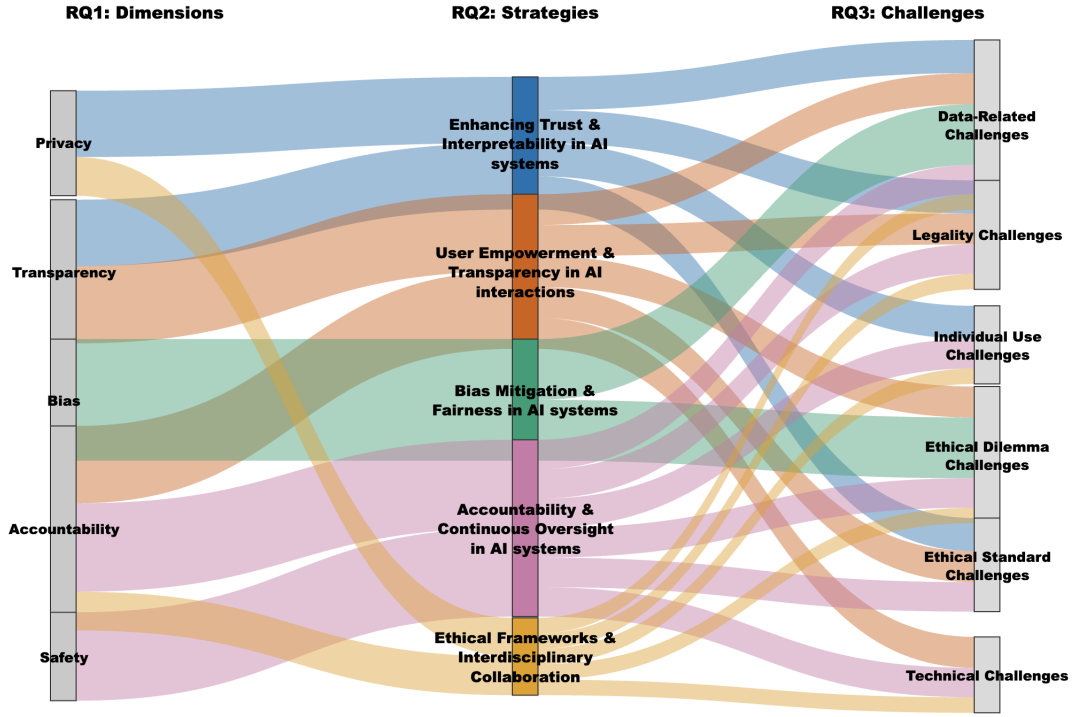 RQ1: Dimensions
RQ2: Strategies
RQ3: Challenges
Privacy
Transparency
Bias
Accountability
Safety
Enhancing Trust &
Interpretability in AI
systems
User Empowerment &
Transparency in AI
interactions
Bias Mitigation &
Fairness in AI systems
Accountability &
Continuous Oversight
in AI systems
Ethical Frameworks &
Interdisciplinary
Collaboration
Data-Related
Challenges
Legality Challenges
Individual Use
Challenges
Ethical Dilemma
Challenges
Ethical Standard
Challenges
Technical Challenges